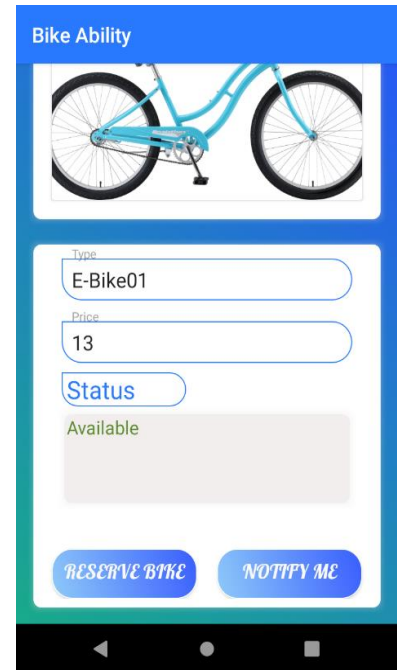 Bike Ability
Type
E-Bike01
Price
13
Status
Available
RESERVE BIKE
NOTIFY ME